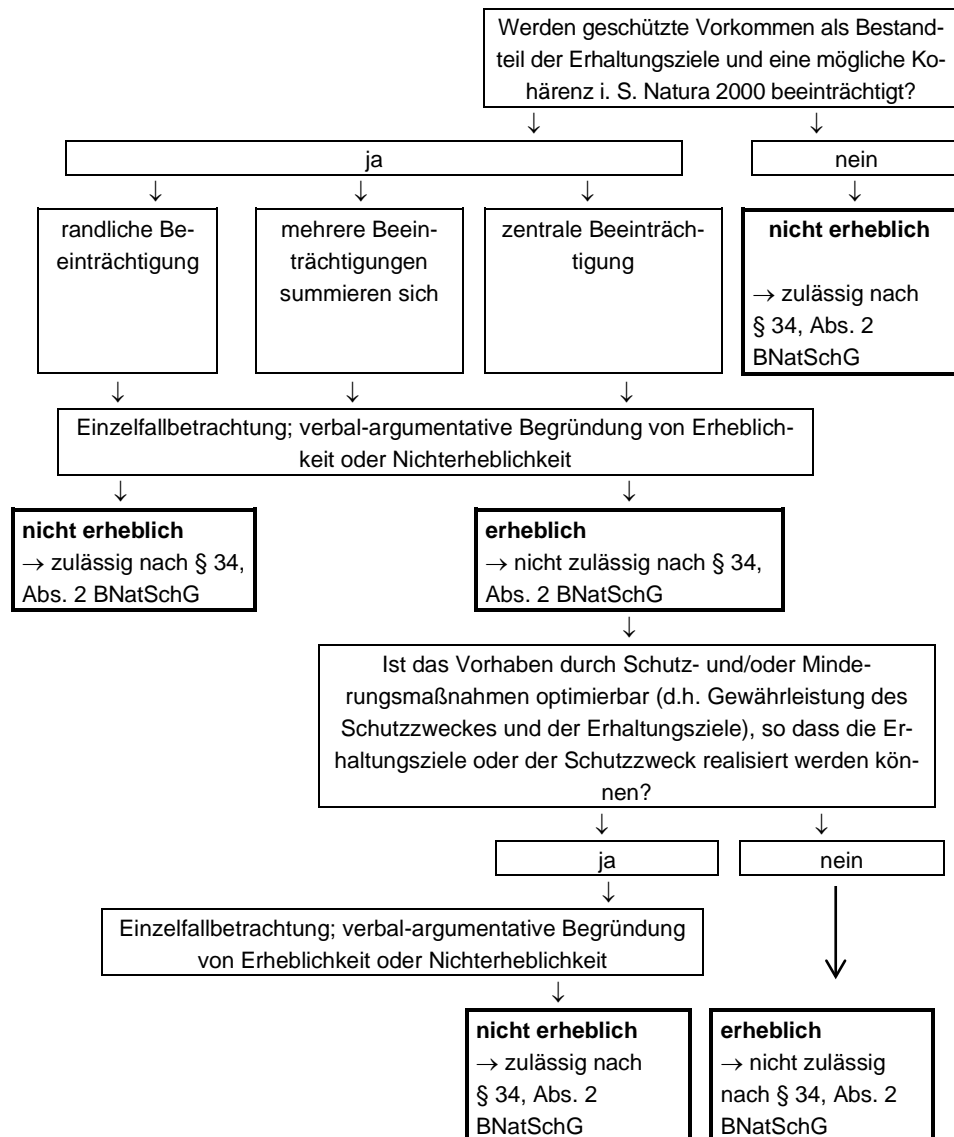 Werden geschützte Vorkommen als Bestand-
teil der Erhaltungsziele und eine mögliche Ko-
härenz i. S. Natura 2000 beeinträchtigt?
↓ ↓
ja nein
↓ ↓ ↓ ↓
randliche Be-
einträchtigung
mehrere Beein-
trächtigungen
summieren sich
zentrale Beeinträch-
tigung
nicht erheblich
→ zulässig nach
§ 34, Abs. 2
BNatSchG
↓ ↓ ↓
Einzelfallbetrachtung; verbal-argumentative Begründung von Erheblich-
keit oder Nichterheblichkeit
↓ ↓
nicht erheblich
→ zulässig nach § 34,
Abs. 2 BNatSchG
erheblich
→ nicht zulässig nach § 34,
Abs. 2 BNatSchG
↓
Ist das Vorhaben durch Schutz- und/oder Minde-
rungsmaßnahmen optimierbar (d.h. Gewährleistung des
Schutzzweckes und der Erhaltungsziele), so dass die Er-
haltungsziele oder der Schutzzweck realisiert werden kön-
nen?
↓ ↓
ja nein
↓
Einzelfallbetrachtung; verbal-argumentative Begründung
von Erheblichkeit oder Nichterheblichkeit
↓
nicht erheblich
→ zulässig nach
§ 34, Abs. 2
BNatSchG
erheblich
→ nicht zulässig
nach § 34, Abs. 2
BNatSchG